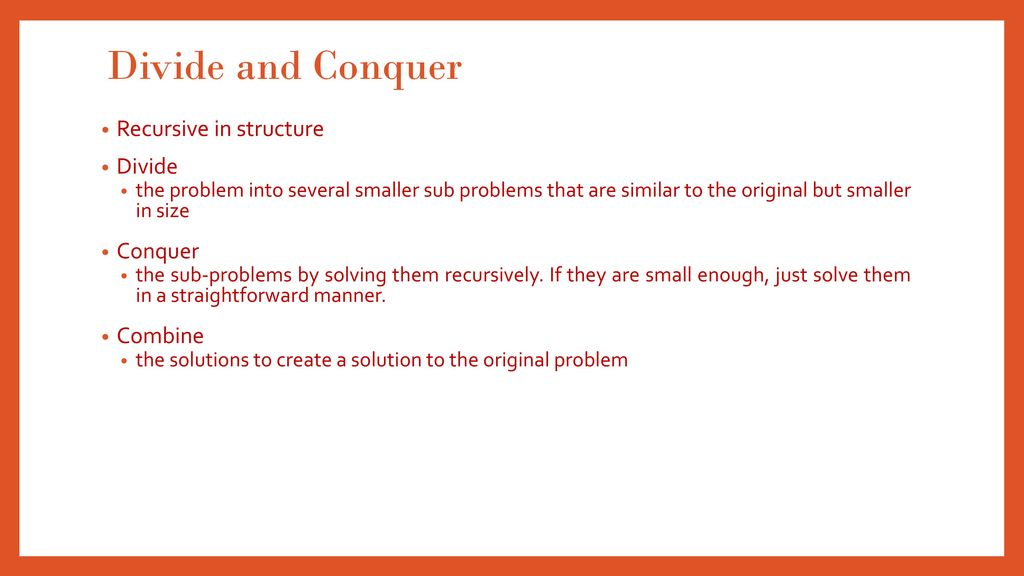 Divide and Conquer
• Recursive in structure
• Divide
• the problem into several smaller sub problems that are similar to the original but smaller
in size
• Conquer
• the sub-problems by solving them recursively. If they are small enough, just solve them
in a straightforward manner.
• Combine
• the solutions to create a solution to the original problem